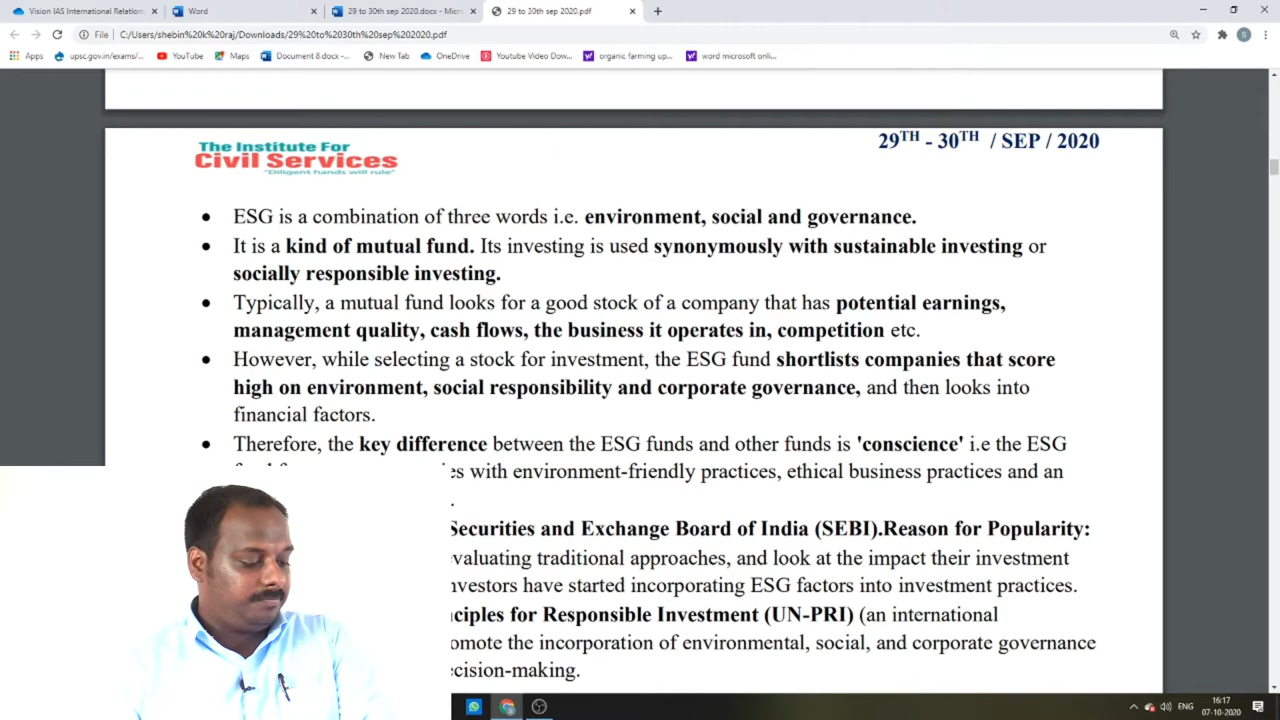 Vision IAS International Relations
Word
29 to 30th sep 2020.docx - Micros
29 to 30th sep 2020.pdf
File
C:/Users/shebin%20k%20raj/Downloads/29%20to%2030th%20sep%202020.pdf
S
Apps
upsc.gov.in/exams/...
YouTube
Maps
Document 8.docx -...
New Tab
OneDrive
Youtube Video Dow...
organic farming up...
word microsoft onli...
The Institute For
Civil Services
"Diligent hands will rule"
29TH - 30TH / SEP / 2020
• ESG is a combination of three words i.e. environment, social and governance.
• It is a kind of mutual fund. Its investing is used synonymously with sustainable investing or
socially responsible investing.
• Typically, a mutual fund looks for a good stock of a company that has potential earnings,
management quality, cash flows, the business it operates in, competition etc.
• However, while selecting a stock for investment, the ESG fund shortlists companies that score
high on environment, social responsibility and corporate governance, and then looks into
financial factors.
• Therefore, the key difference between the ESG funds and other funds is 'conscience' i.e the ESG
es with environment-friendly practices, ethical business practices and an
.
Securities and Exchange Board of India (SEBI).Reason for Popularity:
evaluating traditional approaches, and look at the impact their investment
nvestors have started incorporating ESG factors into investment practices.
ciples for Responsible Investment (UN-PRI) (an international
omote the incorporation of environmental, social, and corporate governance
ecision-making.
ENG
16:17
07-10-2020